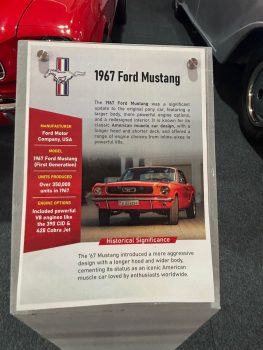 1967 Ford Mustang
The 1967 Ford Mustang was a significant
update to the original pony car, featuring a
larger body, more powerful engine options,
and a redesigned interior. It is known for its
classic American muscle car design, with a
longer hood and shorter deck, and offered a
range of engine choices from inline-sixes to
powerful V8s.
MANUFACTURER
Ford Motor
Company, USA
MODEL
1967 Ford Mustang
(First Generation)
UNITS PRODUCED
Over 350,000
units in 1967
ENGINE OPTIONS
Included powerful
V8 engines like
the 390 CID &
428 Cobra Jet
Historical Significance
The '67 Mustang introduced a more aggressive
design with a longer hood and wider body,
cementing its status as an iconic American
muscle car loved by enthusiasts worldwide.